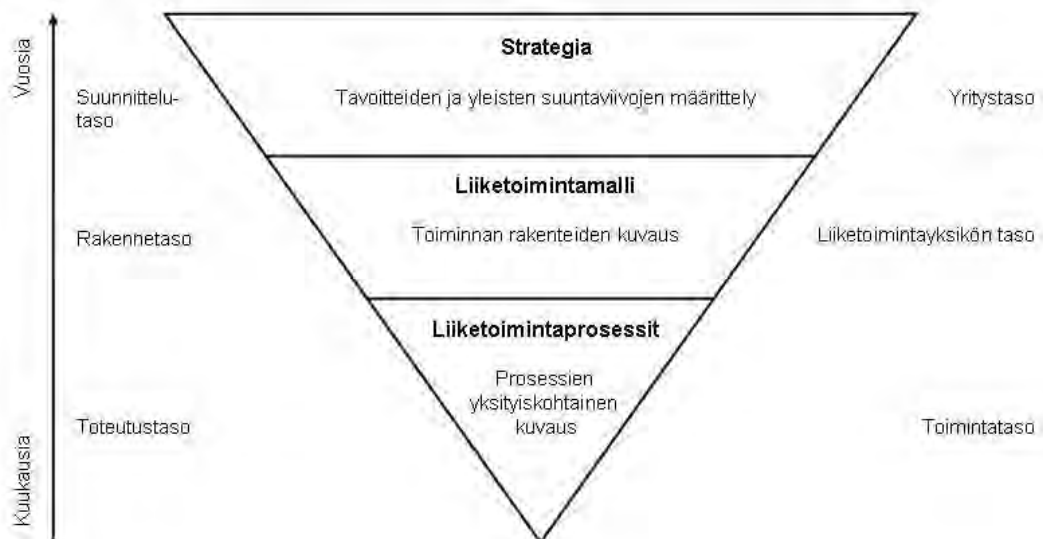 Vuosia
Strategia
Suunnittelu-
taso
Tavoitteiden ja yleisten suuntaviivojen määrittely
Yritystaso
Liiketoimintamalli
Rakennetaso
Toiminnan rakenteiden kuvaus
Liiketoimintayksikön taso
Liiketoimintaprosessit
Prosessien
yksityiskohtainen
kuvaus
Toteutustaso
Toimintataso
Kuukausia